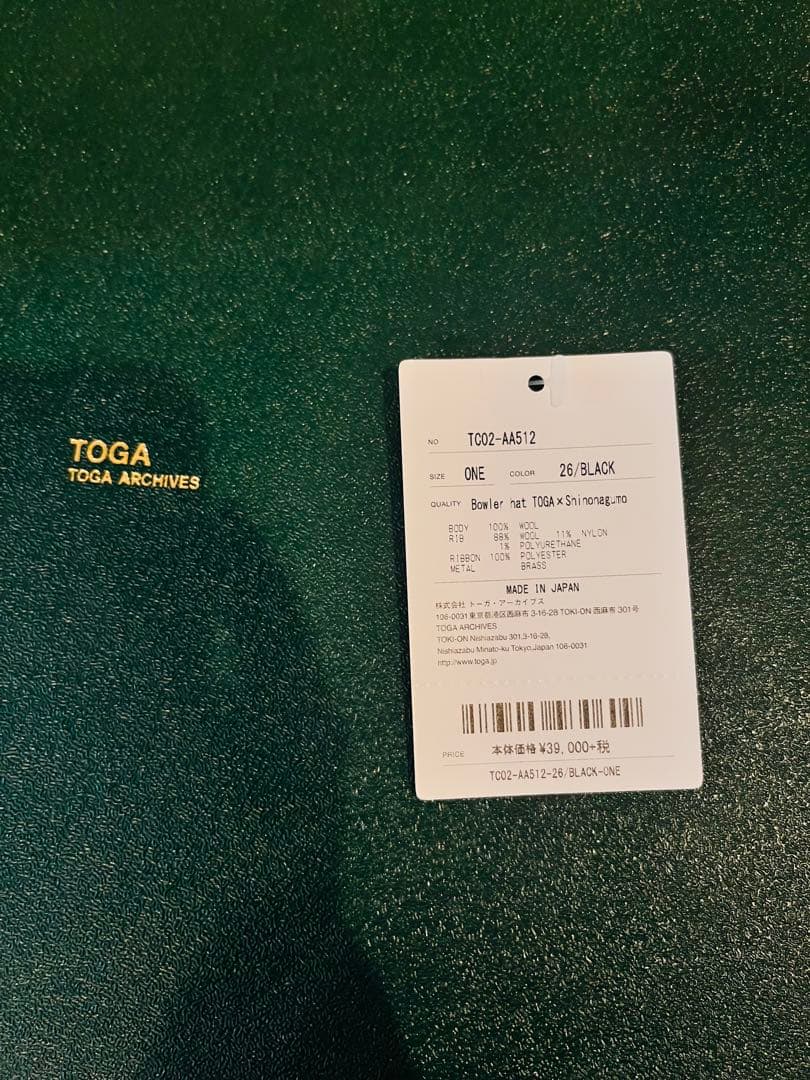 TOGA
TOGA ARCHIVES
NO TC02-AA512
SIZE ONE COLOR 26/BLACK
QUALITY Bowler hat TOGA×Shinonagumo
BODY 100% WOOL
RIB 88% WOOL 11% NYLON
1% POLYURETHANE
RIBBON 100% POLYESTER
METAL BRASS
MADE IN JAPAN
株式会社 トーガ・アーカイブス
106-0031 東京都港区西麻布 3-16-28 TOKI-ON 西麻布 301号
TOGA ARCHIVES
TOKI-ON Nishiazabu 301,3-16-28,
Nishiazabu Minato-ku Tokyo,Japan 106-0031
http://www.toga.jp
PRICE 本体価格 ¥39,000+税
TC02-AA512-26/BLACK-ONE